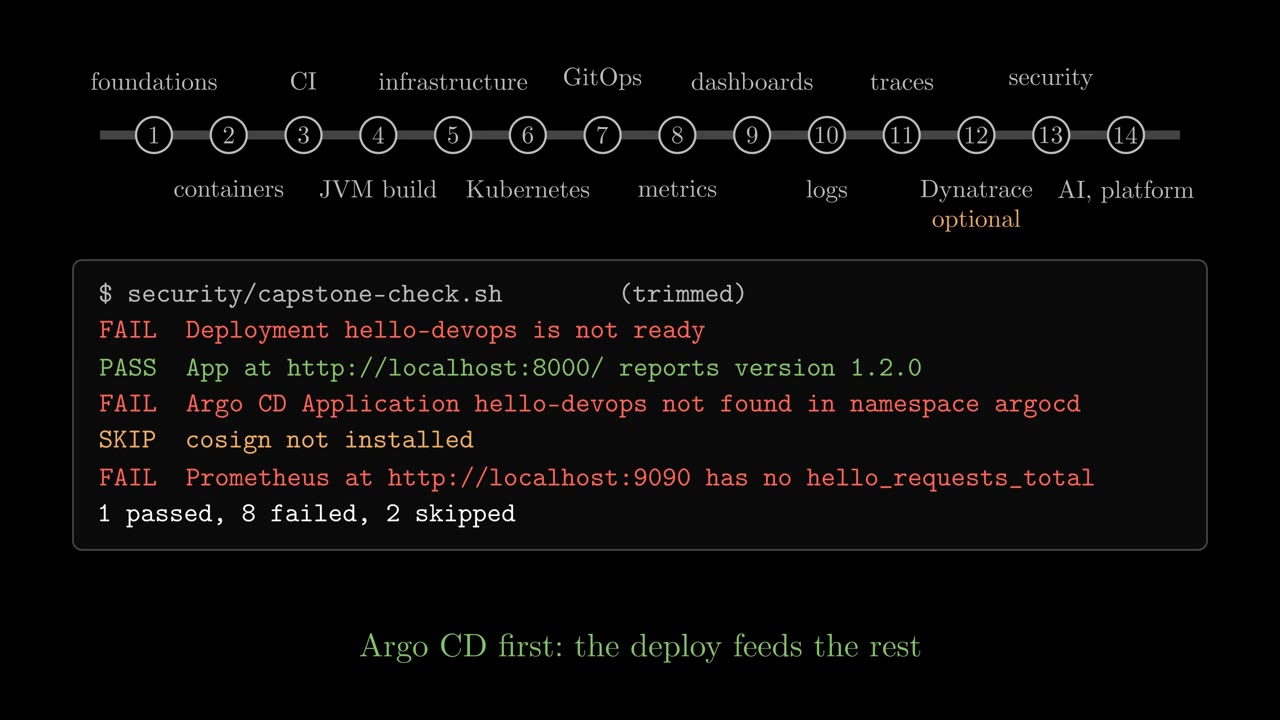 foundations CI infrastructure GitOps dashboards traces security
1 2 3 4 5 6 7 8 9 10 11 12 13 14
containers JVM build Kubernetes metrics logs Dynatrace AI, platform
optional
$ security/capstone-check.sh (trimmed)
FAIL Deployment hello-devops is not ready
PASS App at http://localhost:8000/ reports version 1.2.0
FAIL Argo CD Application hello-devops not found in namespace argocd
SKIP cosign not installed
FAIL Prometheus at http://localhost:9090 has no hello_requests_total
1 passed, 8 failed, 2 skipped
Argo CD first: the deploy feeds the rest